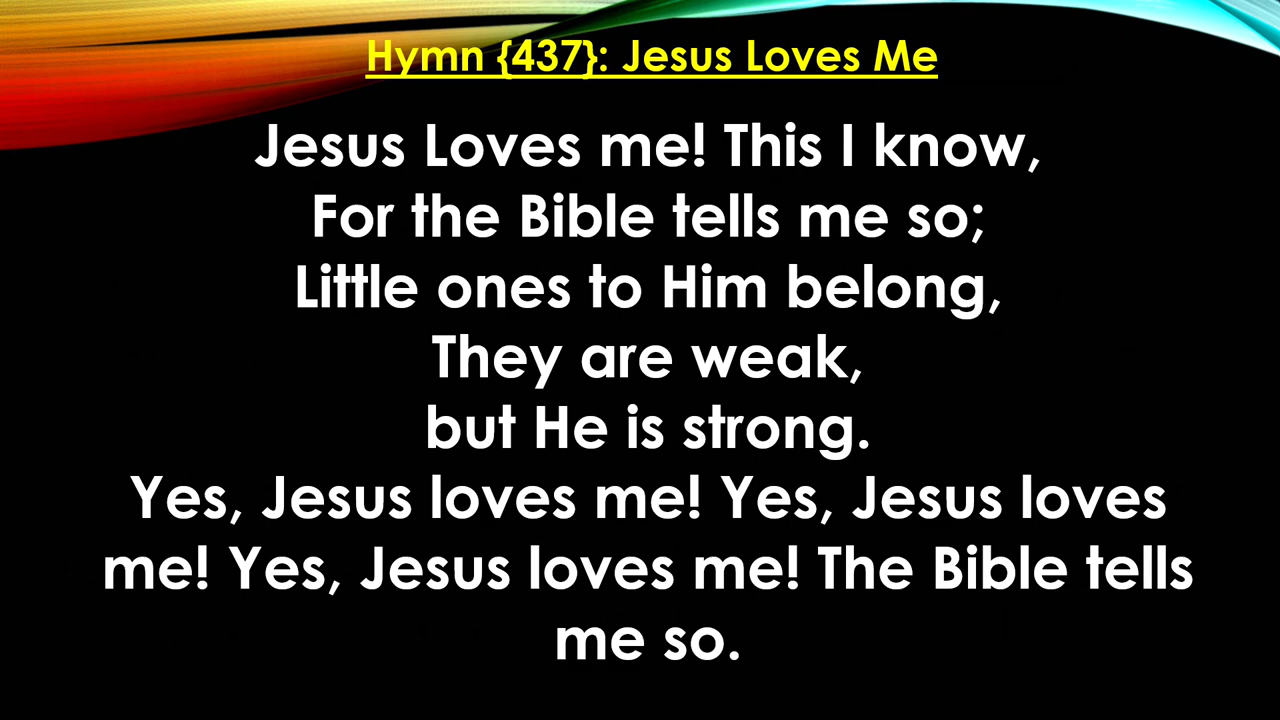 Hymn {437}: Jesus Loves Me
Jesus Loves me! This I know,
For the Bible tells me so;
Little ones to Him belong,
They are weak,
but He is strong.
Yes, Jesus loves me! Yes, Jesus loves
me! Yes, Jesus loves me! The Bible tells
me so.